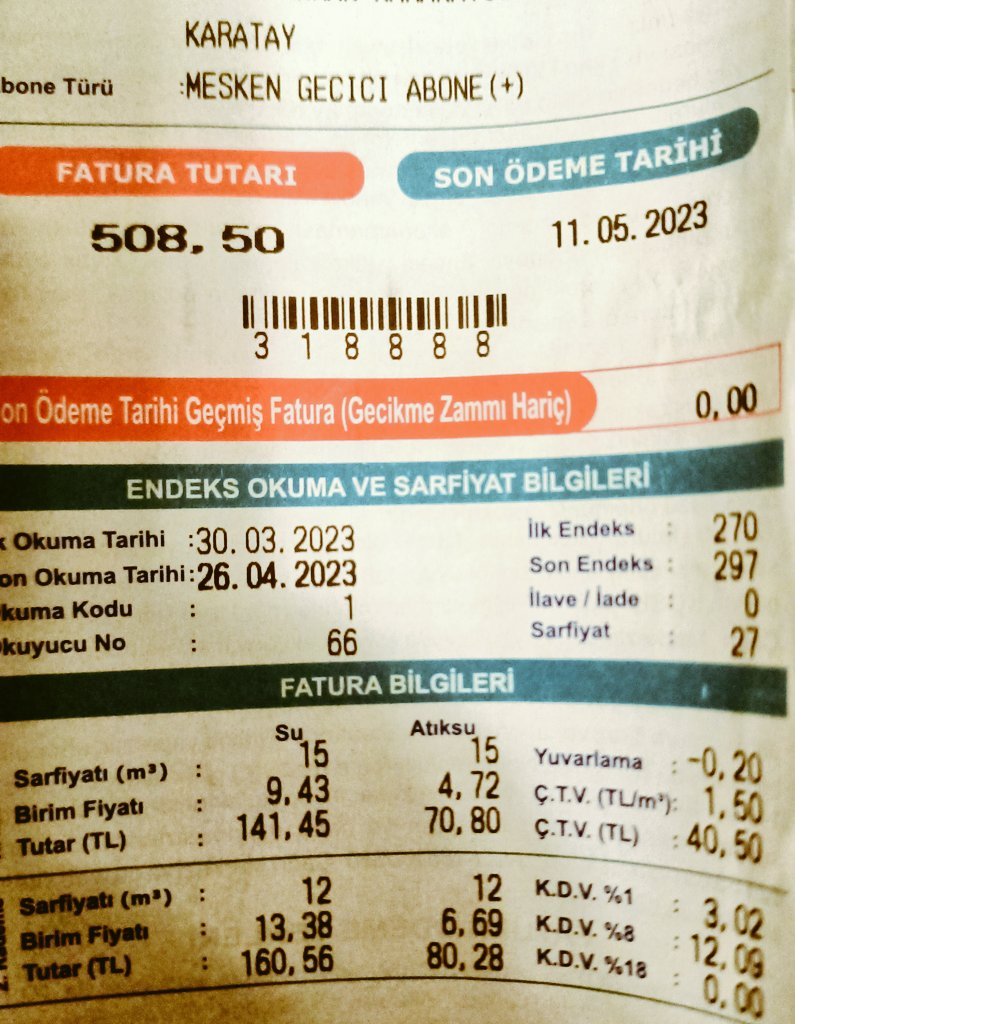 KARATAY
bone Türü :MESKEN GECICI ABONE(+)
FATURA TUTARI SON ÖDEME TARİHİ
508,50 11.05.2023
318888
on Ödeme Tarihi Geçmiş Fatura (Gecikme Zammı Hariç) 0,00
ENDEKS OKUMA VE SARFİYAT BİLGİLERİ
k Okuma Tarihi :30.03.2023 İlk Endeks : 270
on Okuma Tarihi:26.04.2023 Son Endeks : 297
kuma Kodu : 1 İlave / İade : 0
kuyucu No : 66 Sarfiyat : 27
FATURA BİLGİLERİ
Su Atıksu
Sarfiyatı (m³) : 15 15 Yuvarlama : -0,20
Birim Fiyatı : 9,43 4,72 Ç.T.V. (TL/m³): 1,50
Tutar (TL) : 141,45 70,80 Ç.T.V. (TL) : 40,50
Sarfiyatı (m³) : 12 12 K.D.V. %1 : 3,02
Birim Fiyatı : 13,38 6,69 K.D.V. %8 : 12,09
Tutar (TL) : 160,56 80,28 K.D.V. %18 : 0,00